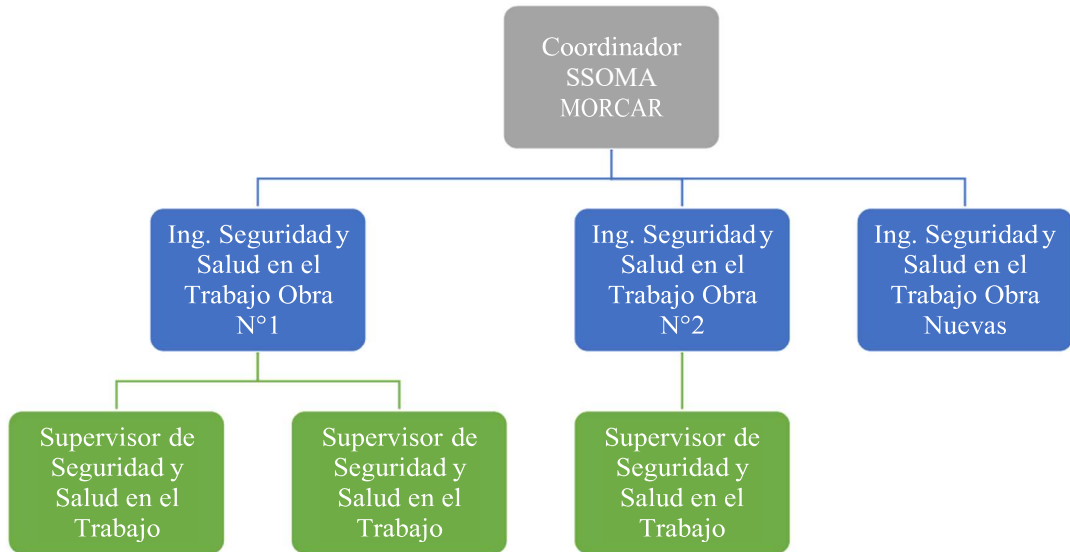 Coordinador
SSOMA
MORCAR
Ing. Seguridad y
Salud en el
Trabajo Obra
N°1
Ing. Seguridad y
Salud en el
Trabajo Obra
N°2
Ing. Seguridad y
Salud en el
Trabajo Obra
Nuevas
Supervisor de
Seguridad y
Salud en el
Trabajo
Supervisor de
Seguridad y
Salud en el
Trabajo
Supervisor de
Seguridad y
Salud en el
Trabajo